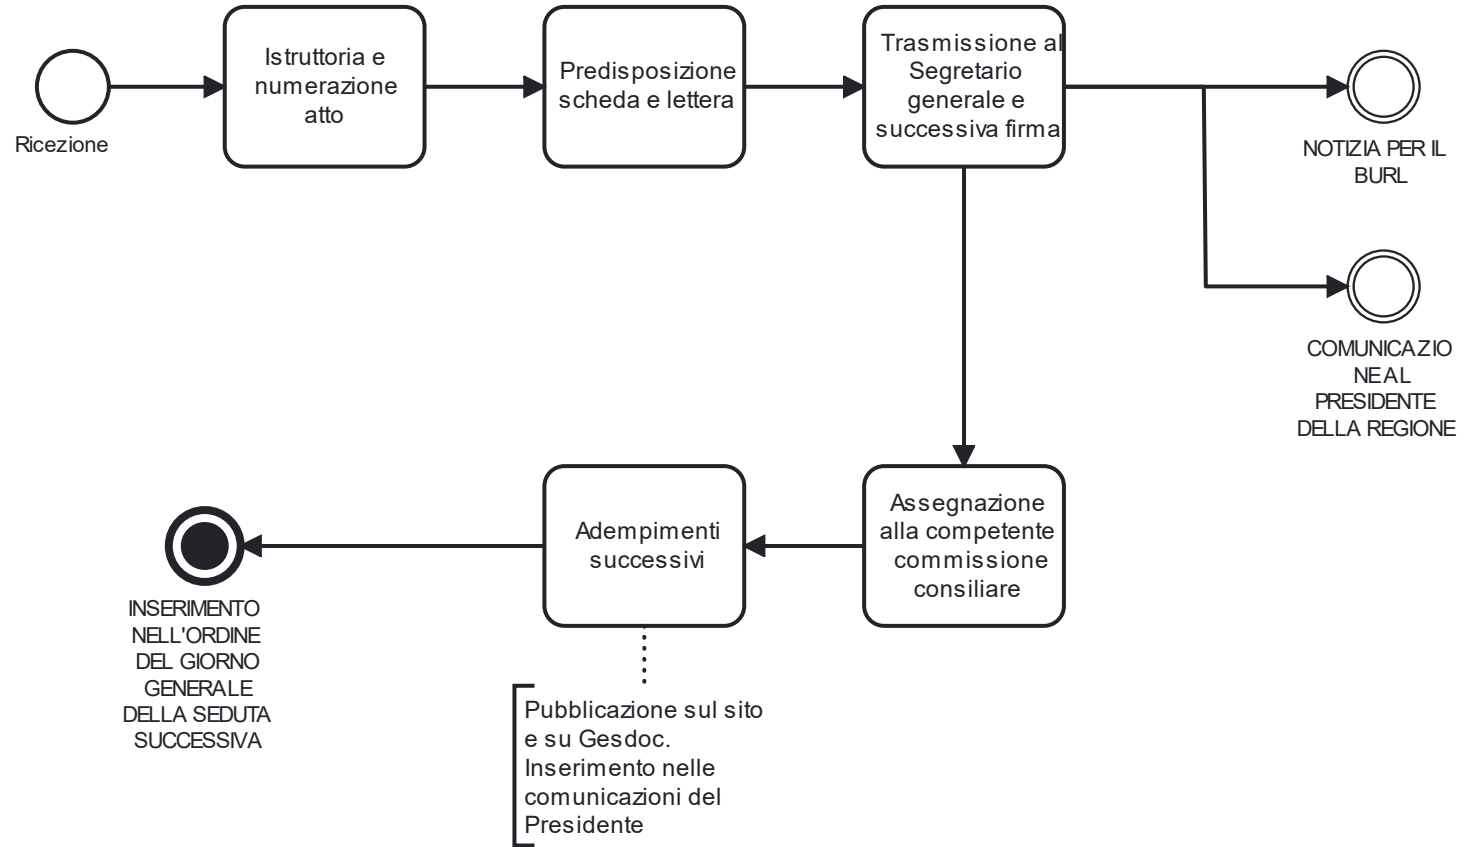 Ricezione
Istruttoria e
numerazione
atto
Predisposizione
scheda e lettera
Trasmissione al
Segretario
generale e
successiva firma
NOTIZIA PER IL
BURL
COMUNICAZIO
NE AL
PRESIDENTE
DELLA REGIONE
Assegnazione
alla competente
commissione
consiliare
Adempimenti
successivi
INSERIMENTO
NELL'ORDINE
DEL GIORNO
GENERALE
DELLA SEDUTA
SUCCESSIVA
Pubblicazione sul sito
e su Gesdoc.
Inserimento nelle
comunicazioni del
Presidente